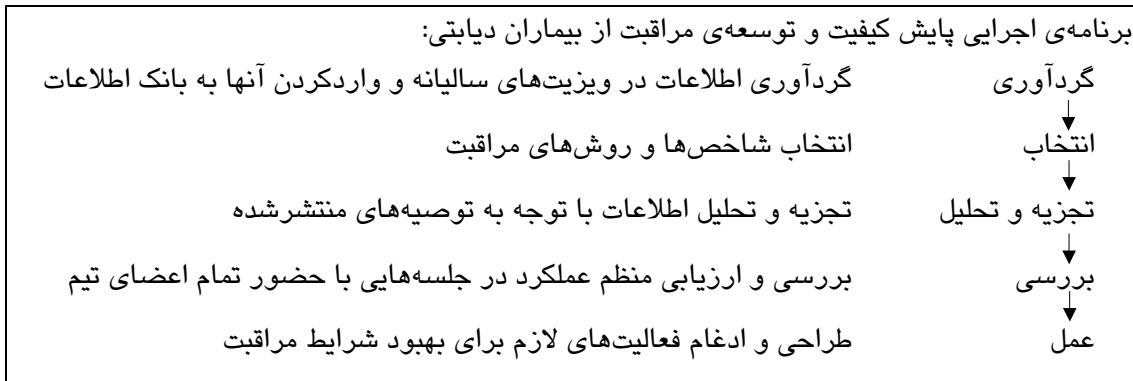 برنامه‌ی اجرایی پایش کیفیت و توسعه‌ی مراقبت از بیماران دیابتی:
گردآوری گردآوری اطلاعات در ویزیت‌های سالیانه و واردکردن آنها به بانک اطلاعات
انتخاب انتخاب شاخص‌ها و روش‌های مراقبت
تجزیه و تحلیل تجزیه و تحلیل اطلاعات با توجه به توصیه‌های منتشرشده
بررسی بررسی و ارزیابی منظم عملکرد در جلسه‌هایی با حضور تمام اعضای تیم
عمل طراحی و ادغام فعالیت‌های لازم برای بهبود شرایط مراقبت